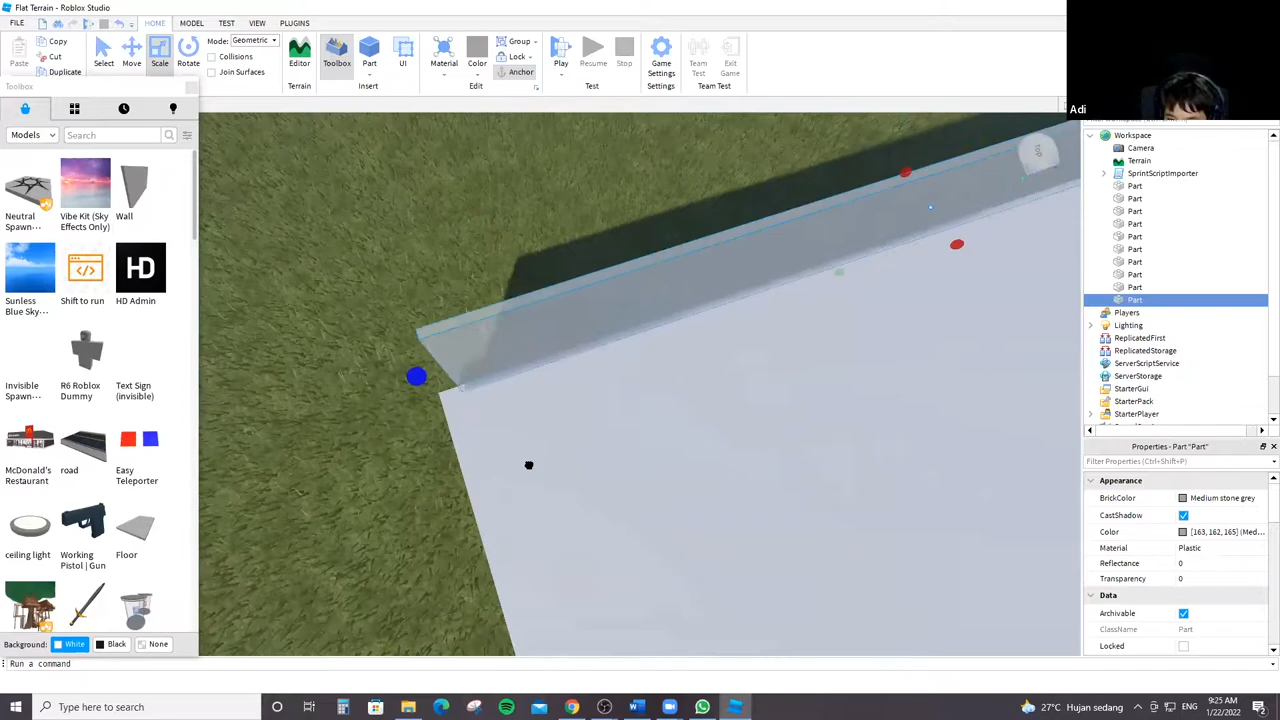 Flat Terrain - Roblox Studio
FILE HOME MODEL TEST VIEW PLUGINS
Paste Copy Cut Duplicate
Select Move Scale Rotate
Mode: Geometric
Collisions
Join Surfaces
Editor Toolbox Part UI
Material Color Group Lock Anchor
Play Resume Stop
Game Settings
Team Test
Exit Game
Terrain Insert Edit Test Settings Team Test
Adi
Toolbox
Models Search
Neutral Spawn...
Vibe Kit (Sky Effects Only)
Wall
Sunless Blue Sky...
Shift to run
HD
HD Admin
Invisible Spawn...
R6 Roblox Dummy
Text Sign (invisible)
McDonald's Restaurant
road
Easy Teleporter
ceiling light
Working Pistol | Gun
Floor
Background: White Black None
Run a command
Workspace
Camera
Terrain
SprintScriptImporter
Part
Part
Part
Part
Part
Part
Part
Part
Part
Part
Players
Lighting
ReplicatedFirst
ReplicatedStorage
ServerScriptService
ServerStorage
StarterGui
StarterPack
StarterPlayer
Properties - Part "Part"
Filter Properties (Ctrl+Shift+P)
Appearance
BrickColor Medium stone grey
CastShadow
Color [163, 162, 165] (Med...
Material Plastic
Reflectance 0
Transparency 0
Data
Archivable
ClassName Part
Locked
Type here to search
27°C Hujan sedang
ENG
9:25 AM
1/22/2022